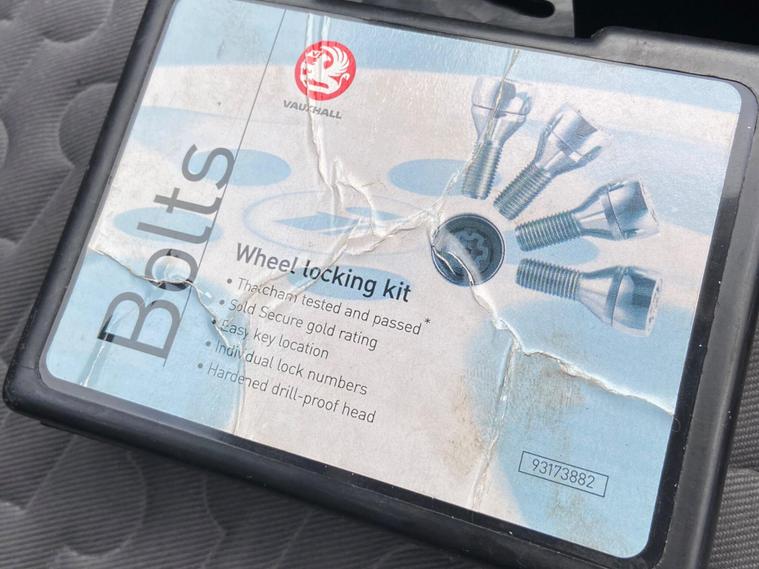 VAUXHALL
Bolts
Wheel locking kit
• Thatcham tested and passed*
• Sold Secure gold rating
• Easy key location
• Individual lock numbers
• Hardened drill-proof head
93173882